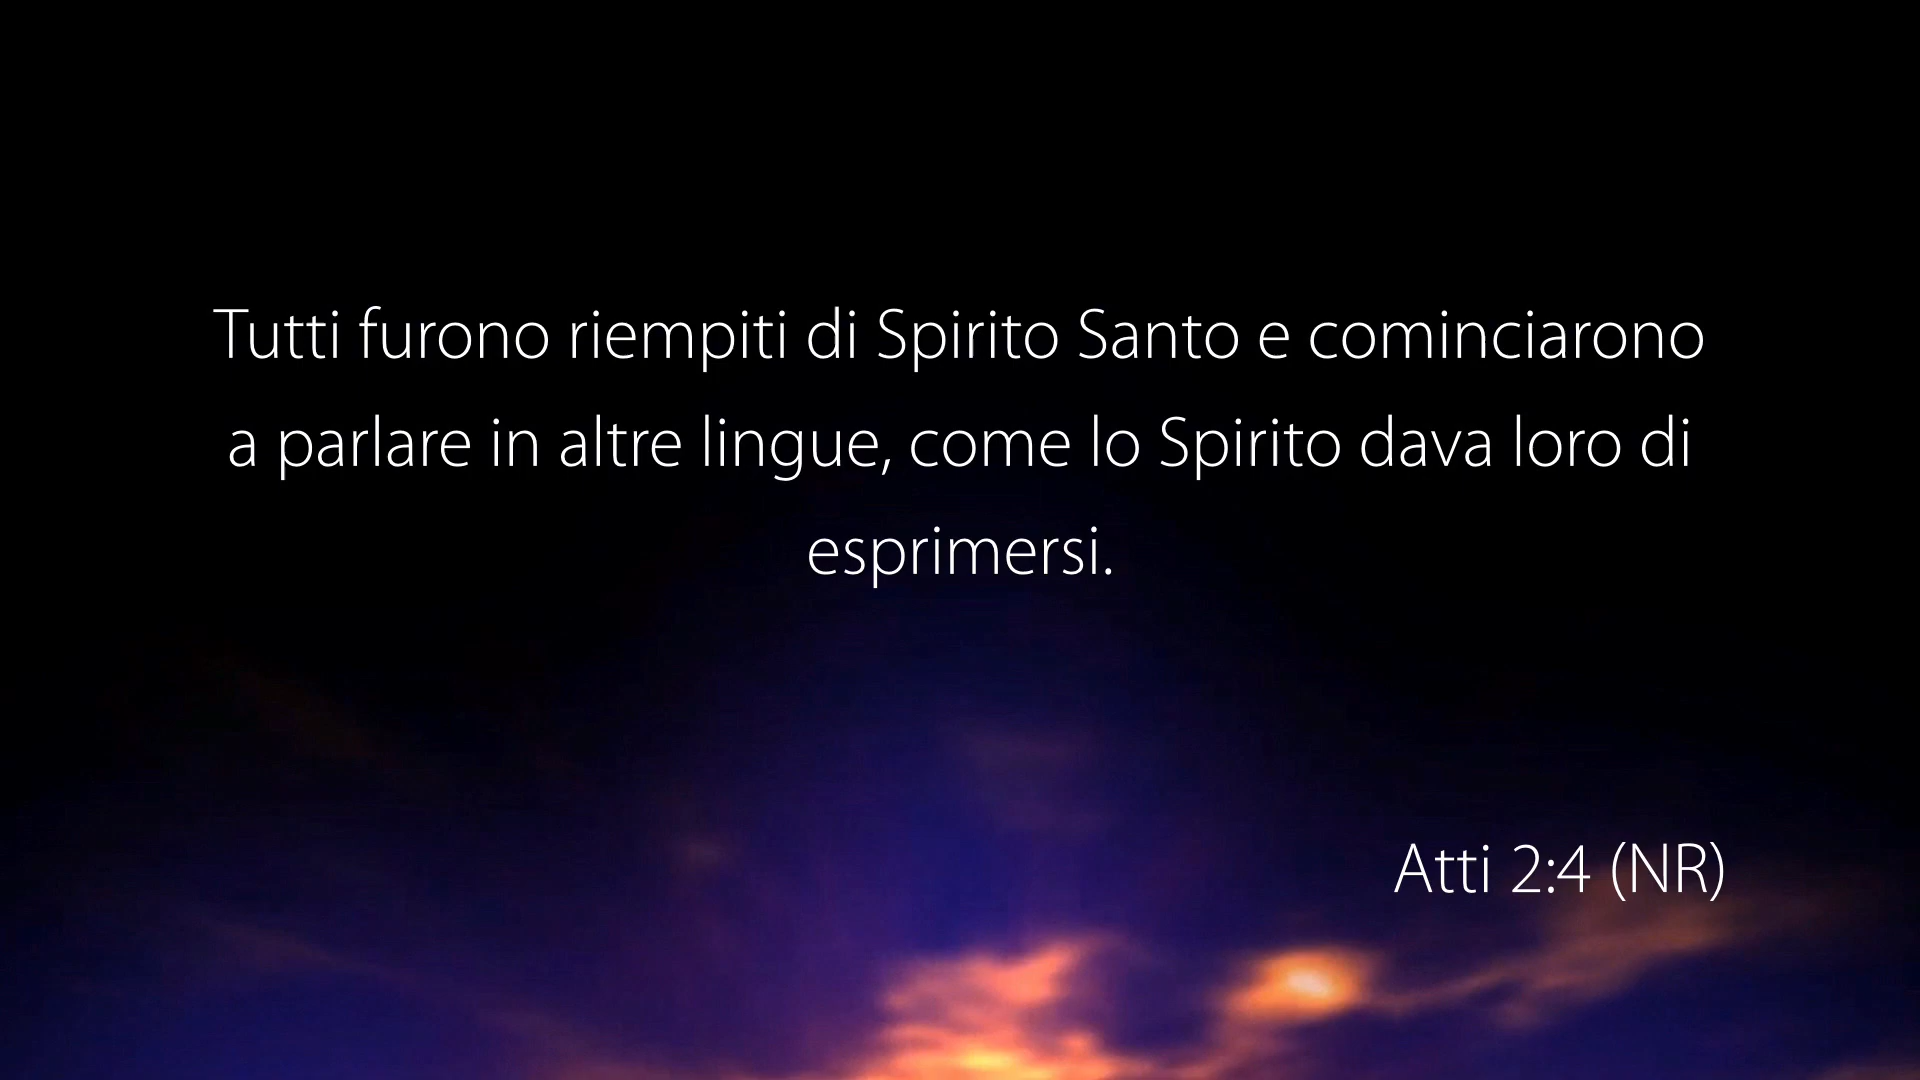 Tutti furono riempiti di Spirito Santo e cominciarono
a parlare in altre lingue, come lo Spirito dava loro di
esprimersi.
Atti 2:4 (NR)